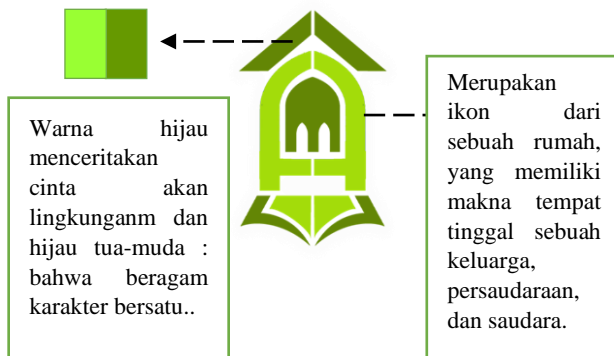 Warna hijau
menceritakan
cinta akan
lingkunganm dan
hijau tua-muda :
bahwa beragam
karakter bersatu..
Merupakan
ikon dari
sebuah rumah,
yang memiliki
makna tempat
tinggal sebuah
keluarga,
persaudaraan,
dan saudara.